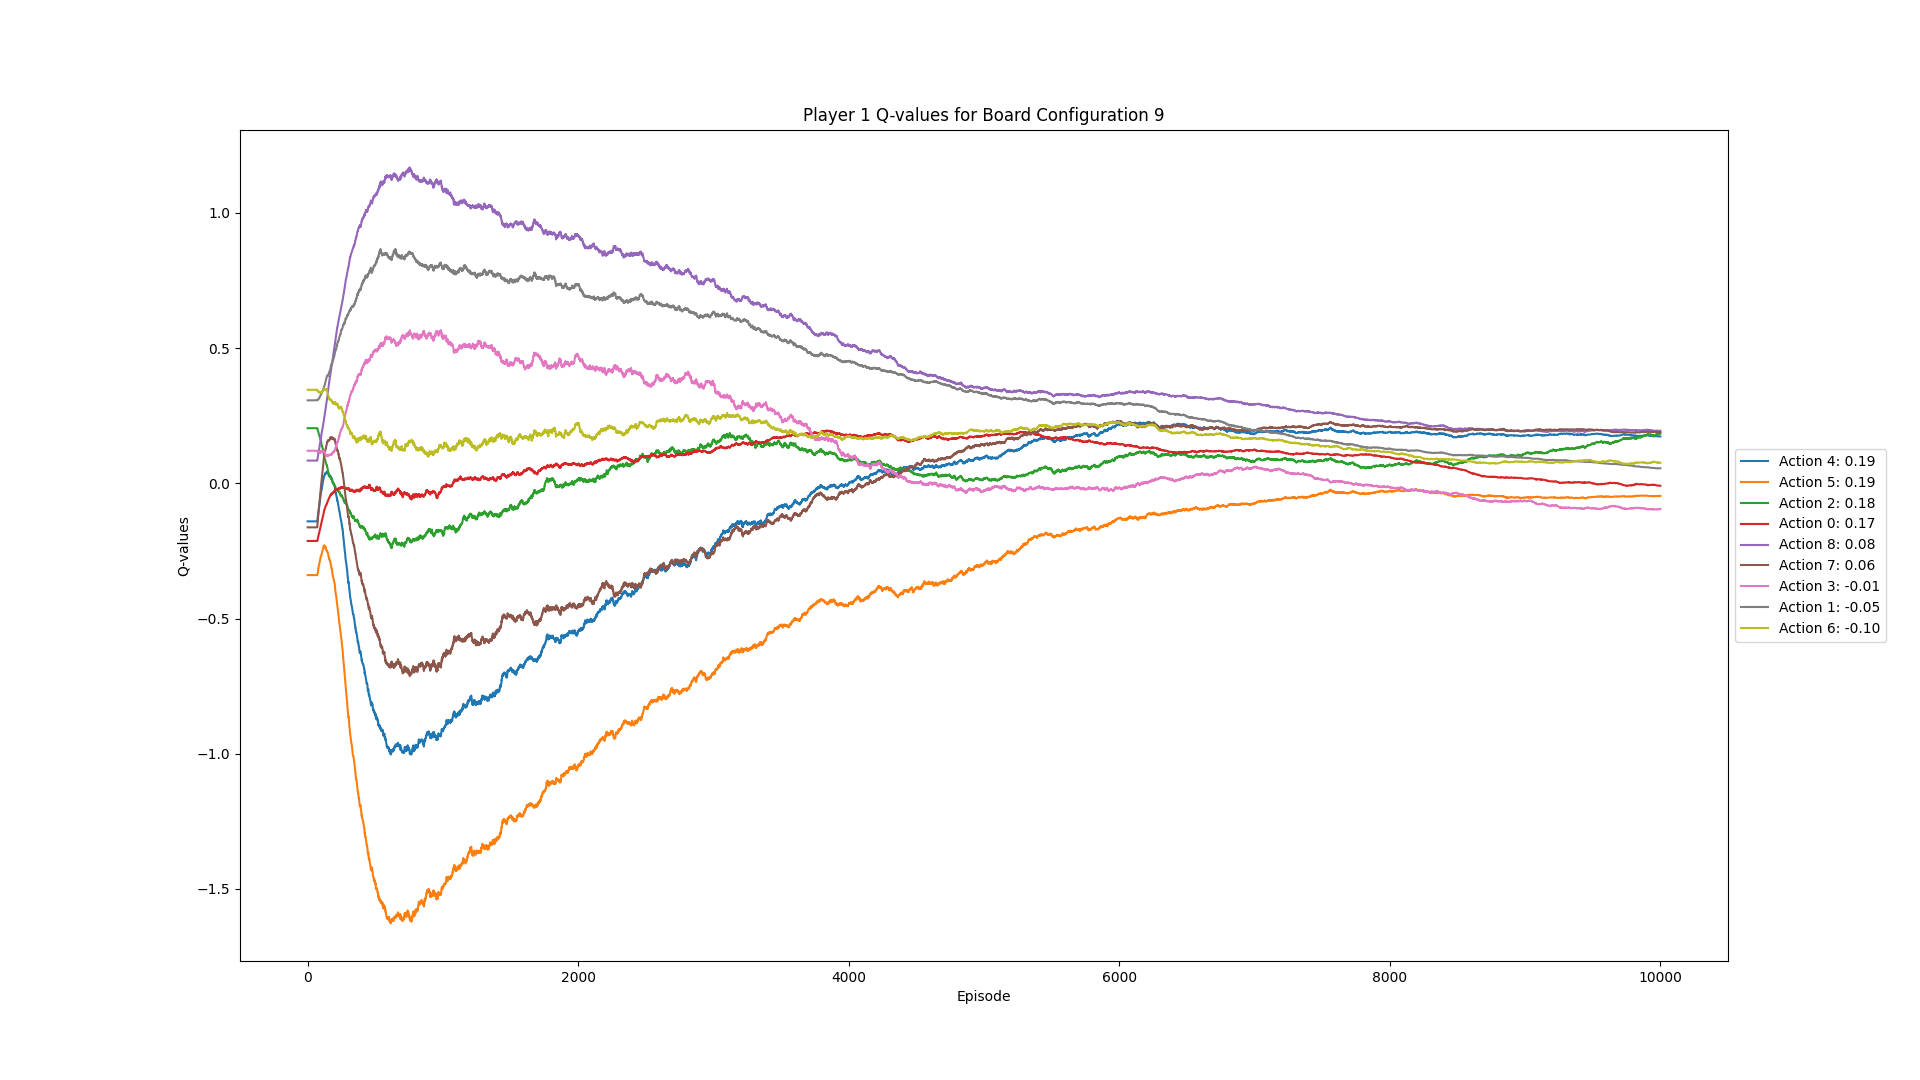 Player 1 Q-values for Board Configuration 9
1.0
0.5
0.0
−0.5
−1.0
−1.5
Q-values
0
2000
4000
6000
8000
10000
Episode
Action 4: 0.19
Action 5: 0.19
Action 2: 0.18
Action 0: 0.17
Action 8: 0.08
Action 7: 0.06
Action 3: -0.01
Action 1: -0.05
Action 6: -0.10